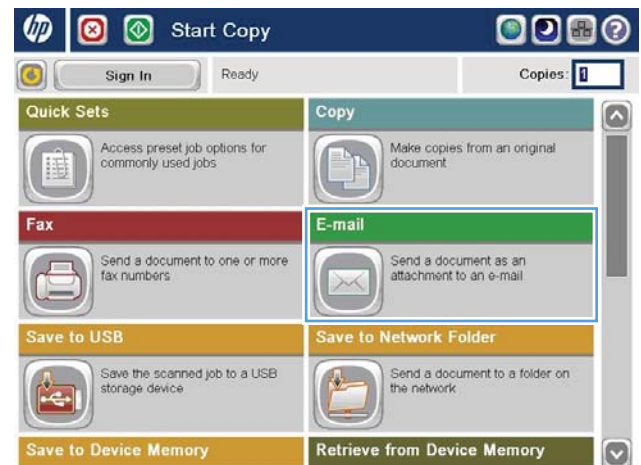 hp
Start Copy
?
Sign In
Ready
Copies: 1
Quick Sets
Access preset job options for
commonly used jobs
Copy
Make copies from an original
document
Fax
Send a document to one or more
fax numbers
E-mail
Send a document as an
attachment to an e-mail
Save to USB
Save the scanned job to a USB
storage device
Save to Network Folder
Send a document to a folder on
the network
Save to Device Memory
Retrieve from Device Memory